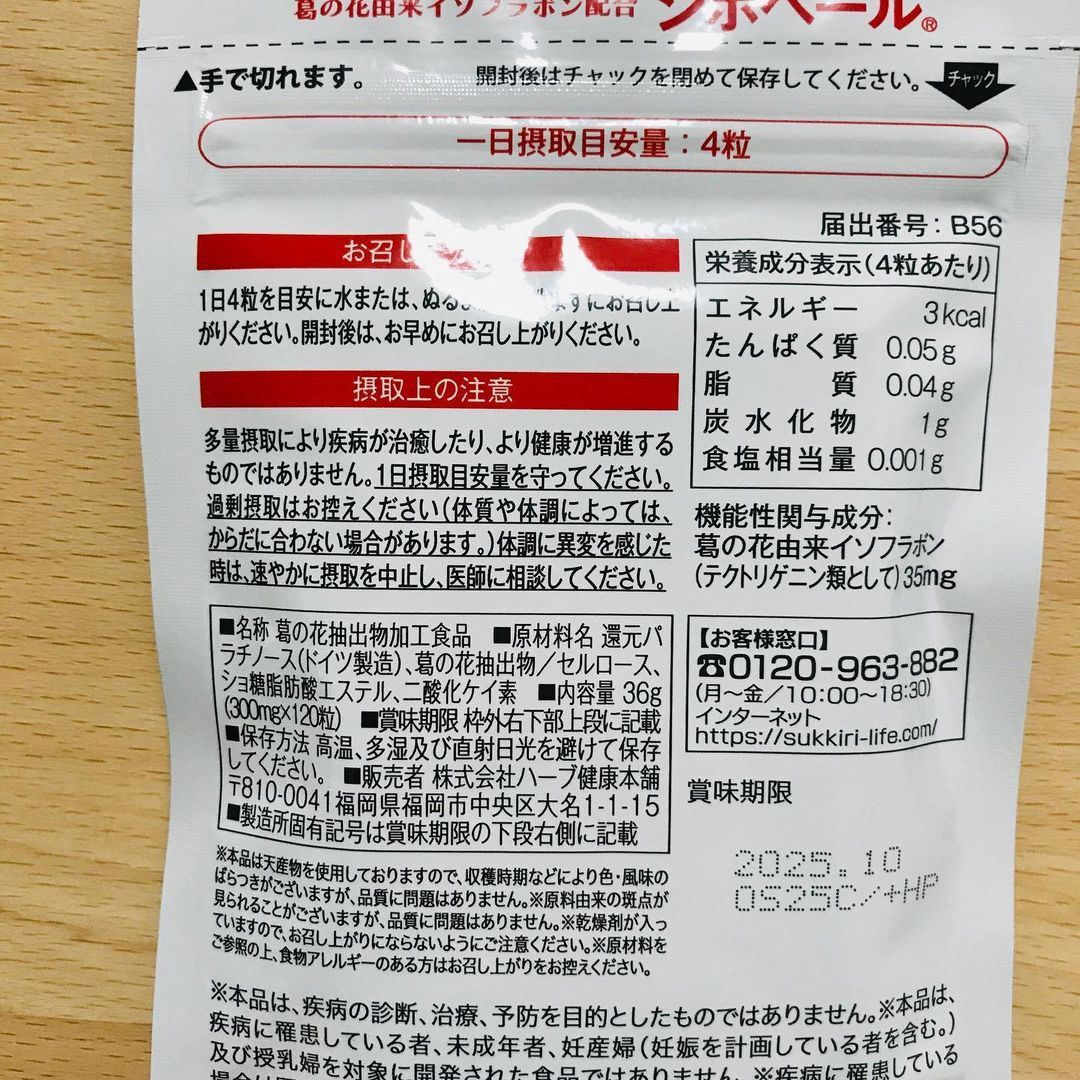 葛の花由来イソフラボン配合 シボヘール®
▲手で切れます。 開封後はチャックを閉めて保存してください。 チャック
一日摂取目安量：4粒
届出番号：B56
お召し
1日4粒を目安に水または、ぬる まずにお召し上
がりください。開封後は、お早めにお召し上がりください。
摂取上の注意
多量摂取により疾病が治癒したり、より健康が増進する
ものではありません。1日摂取目安量を守ってください。
過剰摂取はお控えください(体質や体調によっては、
からだに合わない場合があります。)体調に異変を感じた
時は、速やかに摂取を中止し、医師に相談してください。
栄養成分表示(4粒あたり)
エネルギー 3kcal
たんぱく質 0.05g
脂質 0.04g
炭水化物 1g
食塩相当量 0.001g
機能性関与成分：
葛の花由来イソフラボン
(テクトリゲニン類として)35mg
■名称 葛の花抽出物加工食品 ■原材料名 還元パ
ラチノース(ドイツ製造)、葛の花抽出物／セルロース、
ショ糖脂肪酸エステル、二酸化ケイ素 ■内容量 36g
(300mg×120粒) ■賞味期限 枠外右下部上段に記載
■保存方法 高温、多湿及び直射日光を避けて保存
してください。 ■販売者 株式会社ハーブ健康本舗
〒810-0041福岡県福岡市中央区大名1-1-15
■製造所固有記号は賞味期限の下段右側に記載
【お客様窓口】
☎0120-963-882
(月～金／10:00～18:30)
インターネット
https://sukkiri-life.com/
賞味期限
2025.10
0S25C/+HP
※本品は天産物を使用しておりますので、収穫時期などにより色・風味の
ばらつきがございますが、品質に問題はありません。※原料由来の斑点が
見られることがございますが、品質に問題はありません。※乾燥剤が入っ
ていますので、お召し上がりにならないようにご注意ください。※原材料を
ご参照の上、食物アレルギーのある方はお召し上がりをお控えください。
※本品は、疾病の診断、治療、予防を目的としたものではありません。※本品は、
疾病に罹患している者、未成年者、妊産婦(妊娠を計画している者を含む。)
及び授乳婦を対象に開発された食品ではありません。※疾病に罹患している